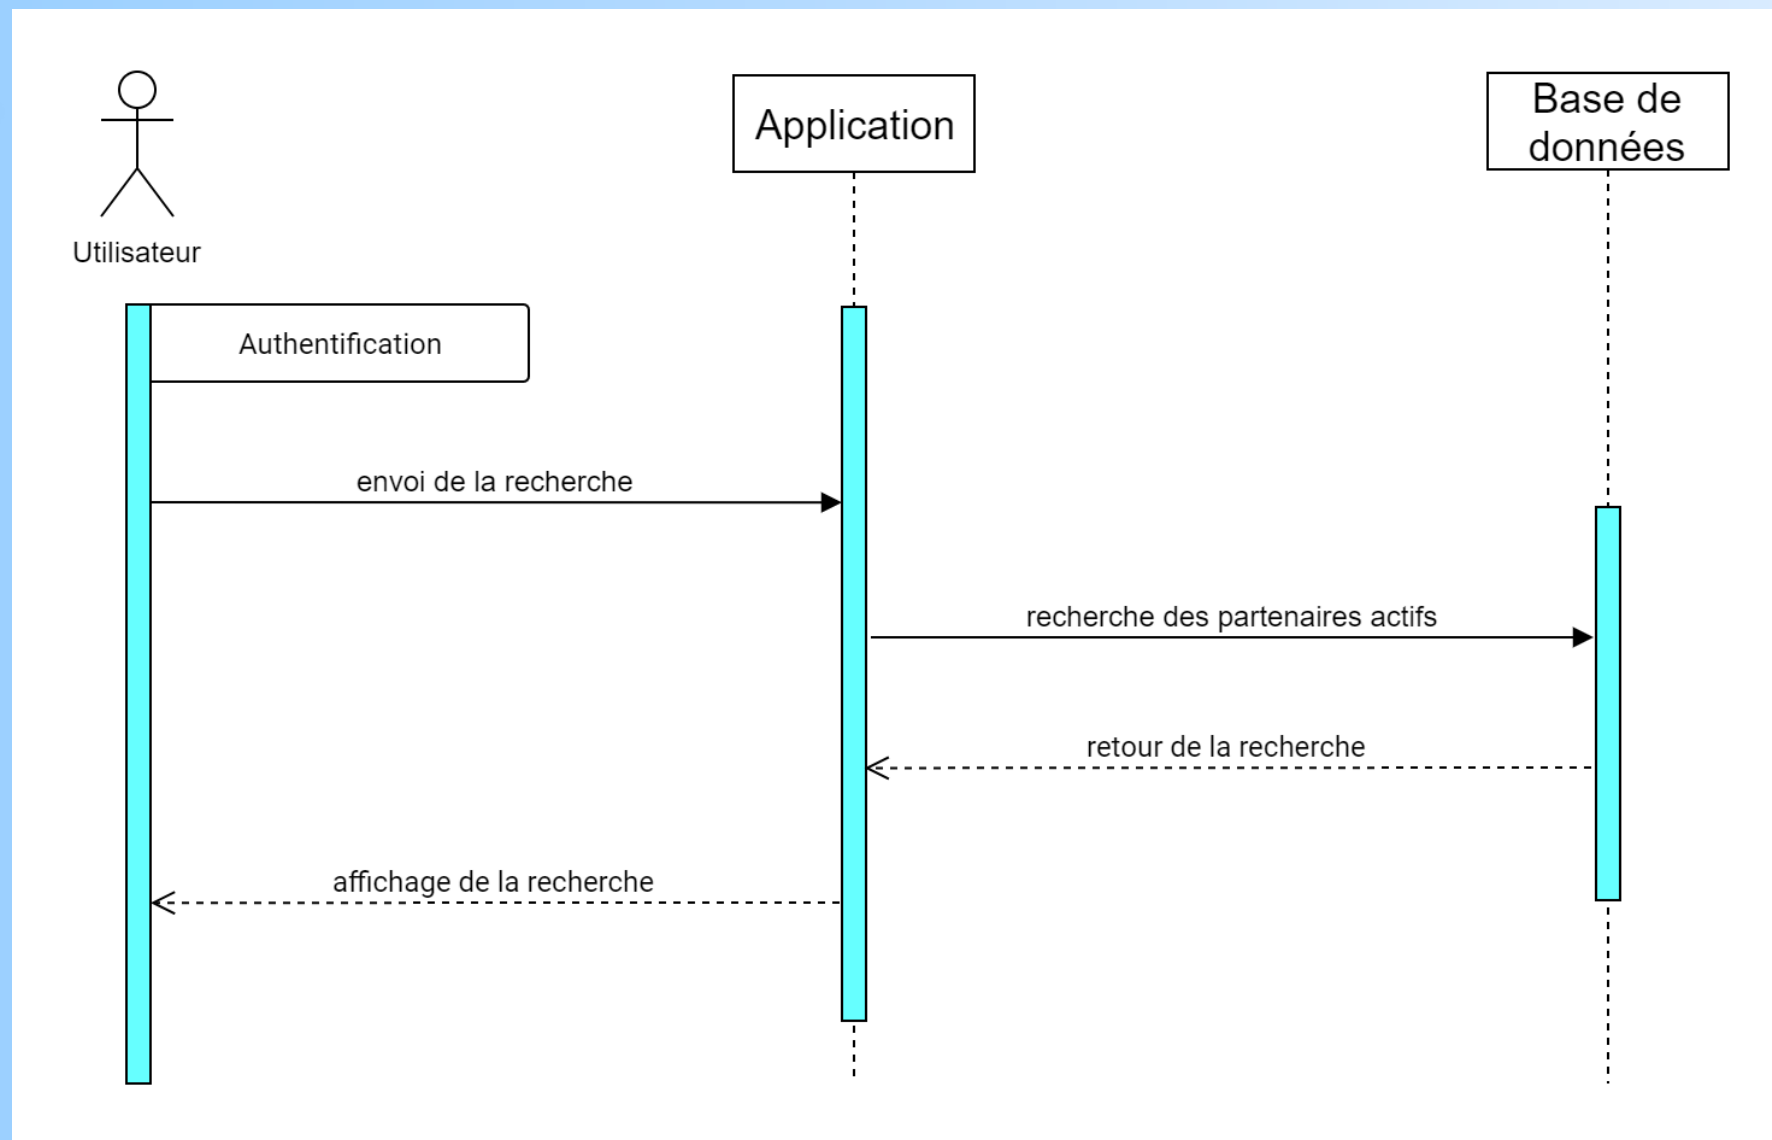 Application
Base de
données
Utilisateur
Authentification
envoi de la recherche
recherche des partenaires actifs
retour de la recherche
affichage de la recherche